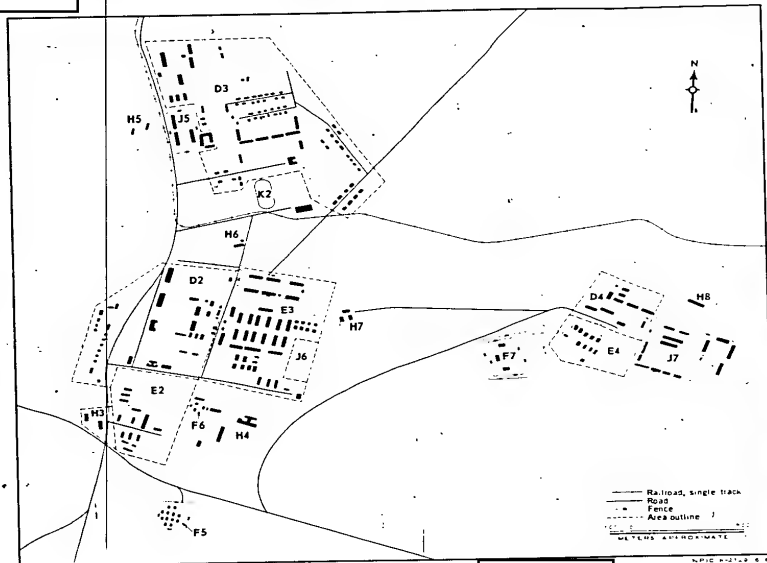 N
D3
J5
H5
K2
H6
D2
E3
H7
D4
H8
J6
F7
E4
J7
E2
H3
F6
H4
F5
Railroad, single track
Road
Fence
Area outline
METERS APPROXIMATE
NPIC